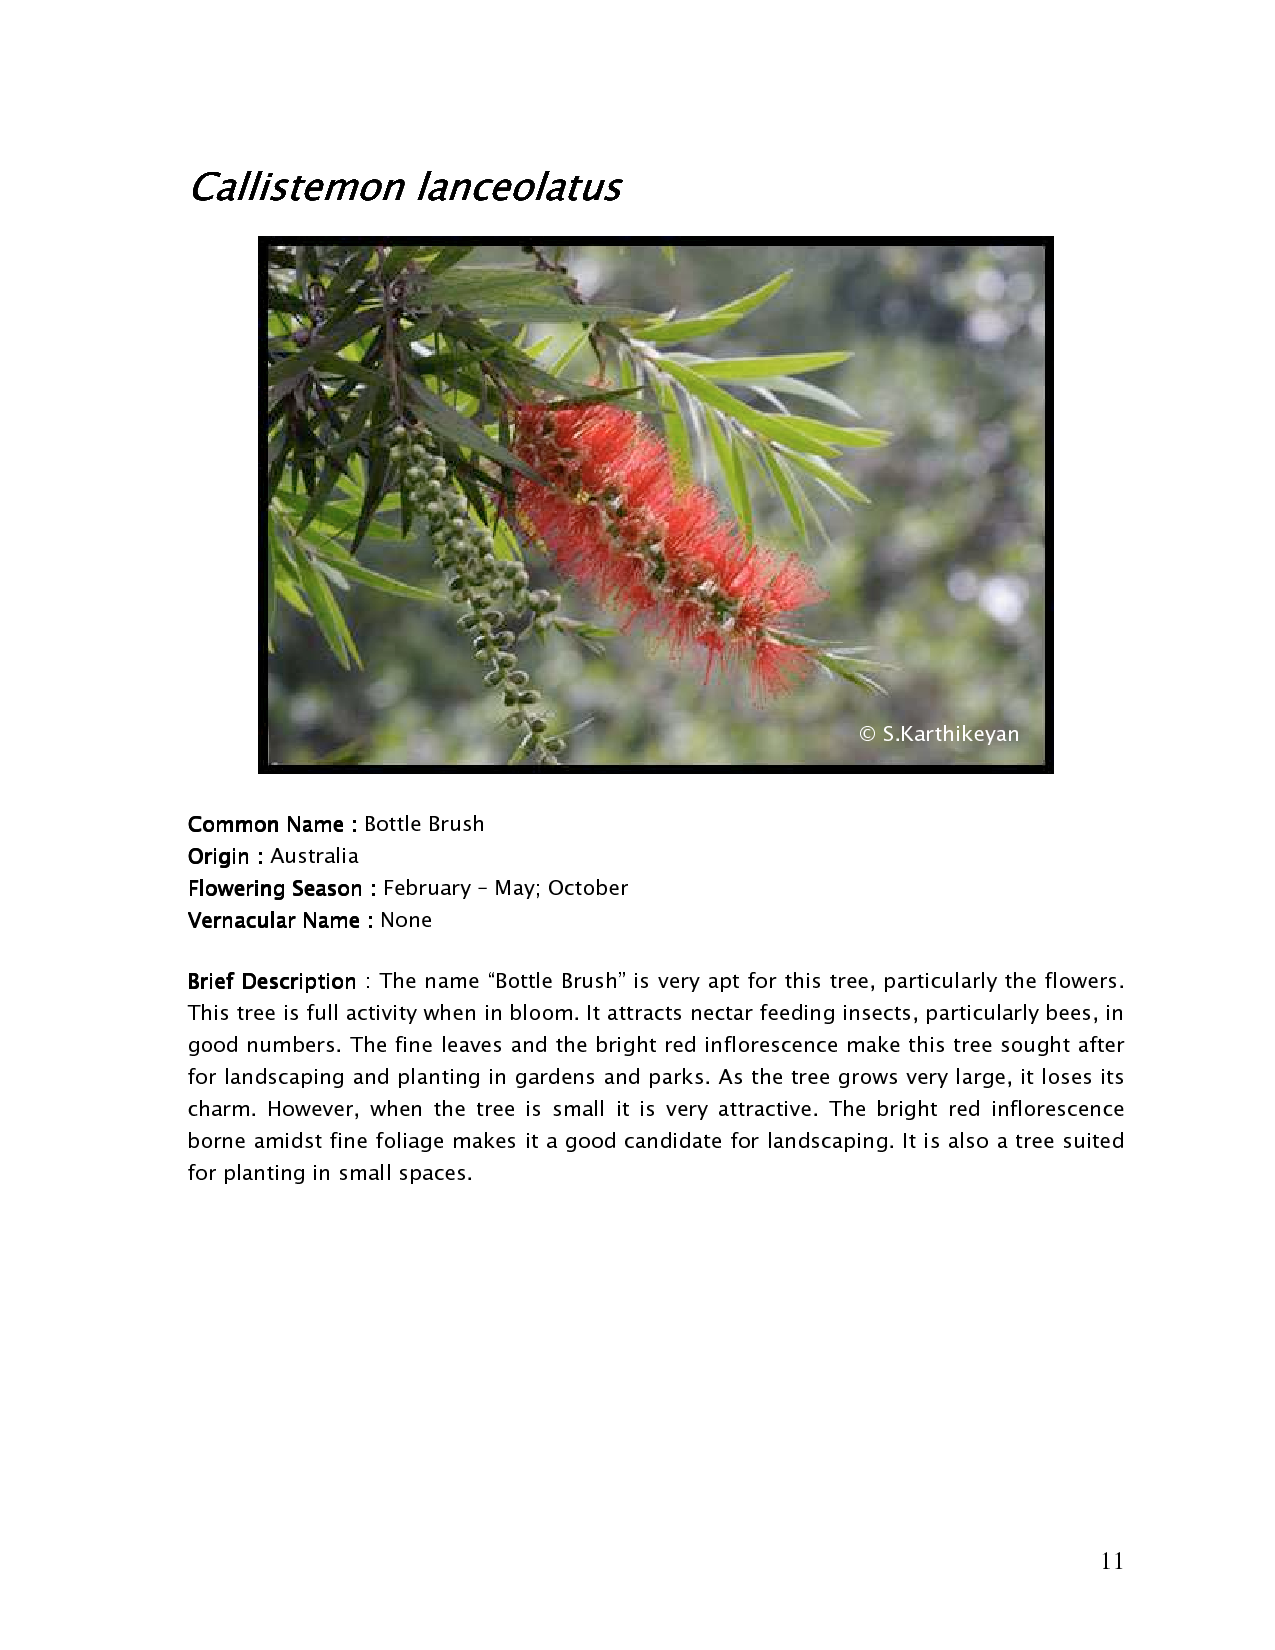 Callistemon lanceolatus
© S.Karthikeyan
Common Name : Bottle Brush
Origin : Australia
Flowering Season : February – May; October
Vernacular Name : None
Brief Description : The name “Bottle Brush” is very apt for this tree, particularly the flowers.
This tree is full activity when in bloom. It attracts nectar feeding insects, particularly bees, in
good numbers. The fine leaves and the bright red inflorescence make this tree sought after
for landscaping and planting in gardens and parks. As the tree grows very large, it loses its
charm. However, when the tree is small it is very attractive. The bright red inflorescence
borne amidst fine foliage makes it a good candidate for landscaping. It is also a tree suited
for planting in small spaces.
11